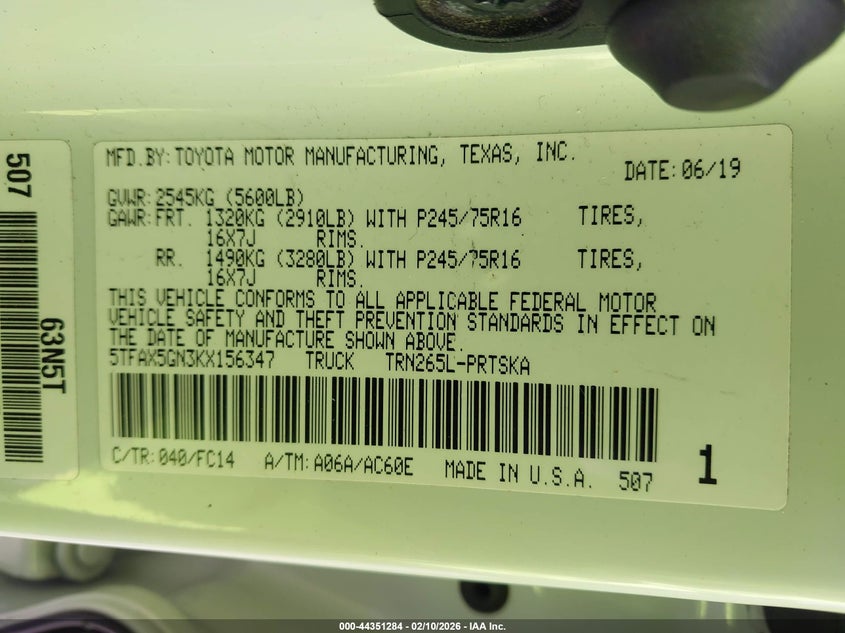 507
63N5T
MFD.BY:TOYOTA MOTOR MANUFACTURING, TEXAS, INC.
DATE:06/19
GVWR:2545KG (5600LB)
GAWR:FRT. 1320KG (2910LB) WITH P245/75R16 TIRES,
16X7J RIMS.
RR. 1490KG (3280LB) WITH P245/75R16 TIRES,
16X7J RIMS.
THIS VEHICLE CONFORMS TO ALL APPLICABLE FEDERAL MOTOR
VEHICLE SAFETY AND THEFT PREVENTION STANDARDS IN EFFECT ON
THE DATE OF MANUFACTURE SHOWN ABOVE.
5TFAX5GN3KX156347 TRUCK TRN265L-PRTSKA
C/TR:040/FC14 A/TM:A06A/AC60E MADE IN U.S.A. 507 1
000-44351284 - 02/10/2026 - IAA Inc.